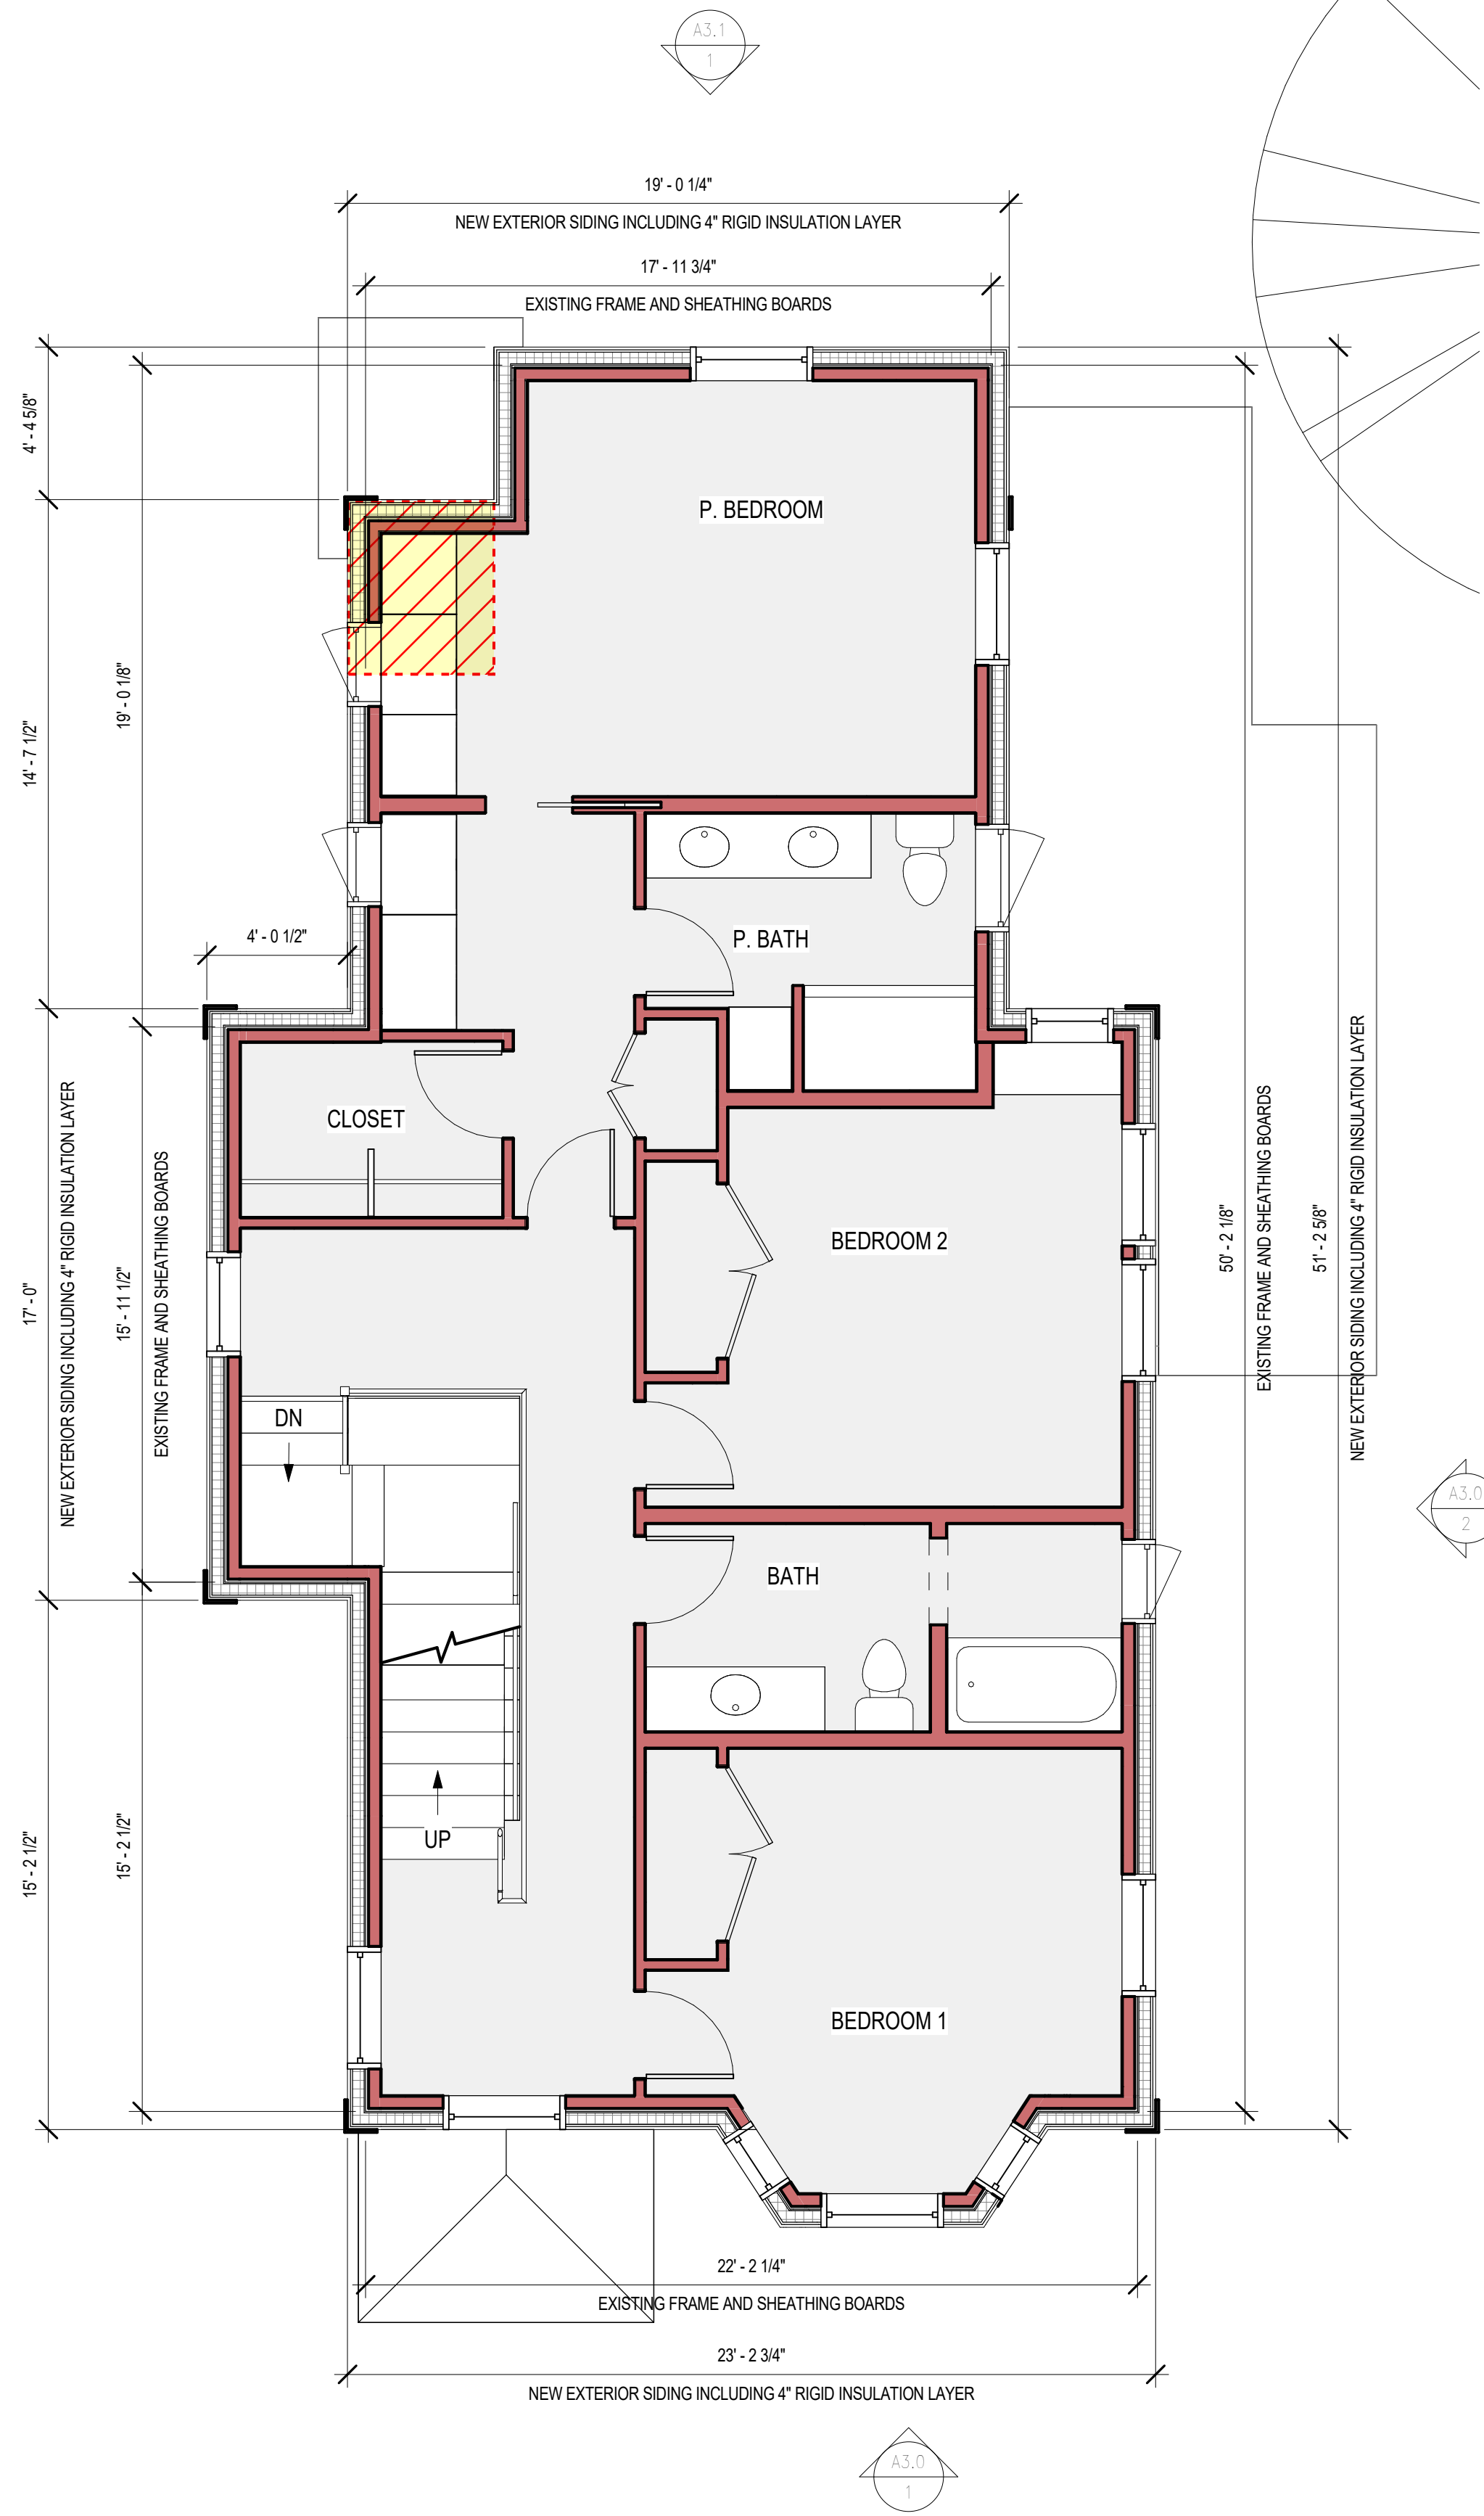 A3.1
1
19' - 0 1/4"
NEW EXTERIOR SIDING INCLUDING 4" RIGID INSULATION LAYER
17' - 11 3/4"
EXISTING FRAME AND SHEATHING BOARDS
4' - 4 5/8"
14' - 7 1/2"
17' - 0"
NEW EXTERIOR SIDING INCLUDING 4" RIGID INSULATION LAYER
15' - 2 1/2"
19' - 0 1/8"
15' - 11 1/2"
EXISTING FRAME AND SHEATHING BOARDS
15' - 2 1/2"
4' - 0 1/2"
P. BEDROOM
P. BATH
CLOSET
BEDROOM 2
DN
BATH
UP
BEDROOM 1
50' - 2 1/8"
EXISTING FRAME AND SHEATHING BOARDS
51' - 2 5/8"
NEW EXTERIOR SIDING INCLUDING 4" RIGID INSULATION LAYER
A3.0
2
22' - 2 1/4"
EXISTING FRAME AND SHEATHING BOARDS
23' - 2 3/4"
NEW EXTERIOR SIDING INCLUDING 4" RIGID INSULATION LAYER
A3.0
1